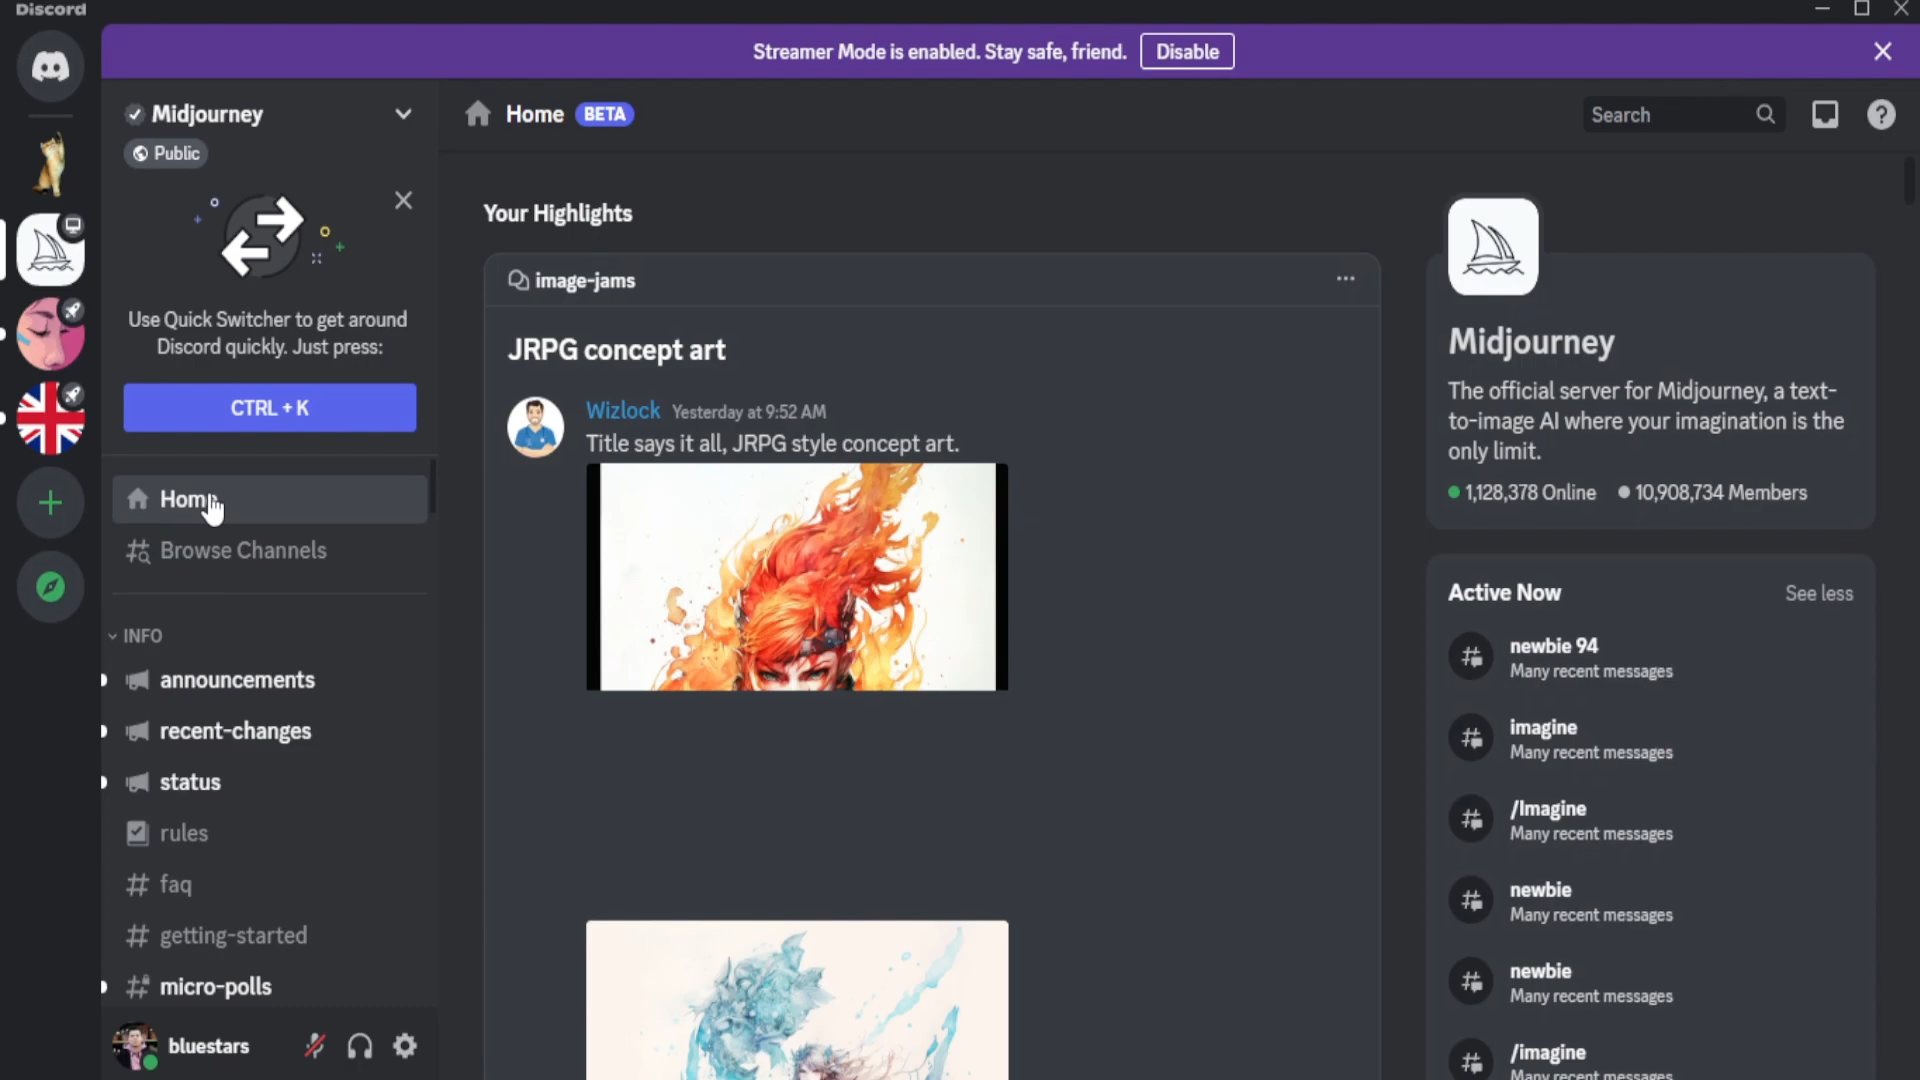 Discord
Streamer Mode is enabled. Stay safe, friend.
Disable
Midjourney
Public
Use Quick Switcher to get around
Discord quickly. Just press:
CTRL + K
Home
Browse Channels
INFO
announcements
recent-changes
status
rules
faq
getting-started
micro-polls
bluestars
Home
BETA
Search
Your Highlights
image-jams
JRPG concept art
Wizlock Yesterday at 9:52 AM
Title says it all, JRPG style concept art.
Midjourney
The official server for Midjourney, a text-
to-image AI where your imagination is the
only limit.
1,128,378 Online
10,908,734 Members
Active Now
See less
newbie 94
Many recent messages
imagine
Many recent messages
/Imagine
Many recent messages
newbie
Many recent messages
newbie
Many recent messages
/imagine
Many recent messages